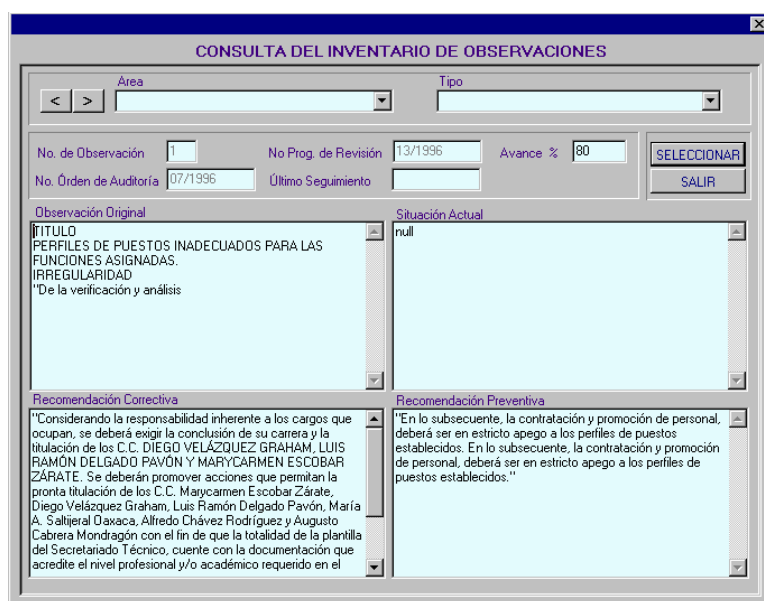 CONSULTA DEL INVENTARIO DE OBSERVACIONES
Area
Tipo
< >
No. de Observación 1 No Prog. de Revisión 13/1996 Avance % 80 SELECCIONAR
No. Órden de Auditoría 07/1996 Último Seguimiento SALIR
Observación Original
TITULO
PERFILES DE PUESTOS INADECUADOS PARA LAS
FUNCIONES ASIGNADAS.
IRREGULARIDAD
"De la verificación y análisis
Situación Actual
null
Recomendación Correctiva
"Considerando la responsabilidad inherente a los cargos que
ocupan, se deberá exigir la conclusión de su carrera y la
titulación de los C.C. DIEGO VELÁZQUEZ GRAHAM, LUIS
RAMÓN DELGADO PAVÓN Y MARYCARMEN ESCOBAR
ZÁRATE. Se deberán promover acciones que permitan la
pronta titulación de los C.C. Marycarmen Escobar Zárate,
Diego Velázquez Graham, Luis Ramón Delgado Pavón, María
A. Saltijeral Oaxaca, Alfredo Chávez Rodríguez y Augusto
Cabrera Mondragón con el fin de que la totalidad de la plantilla
del Secretariado Técnico, cuente con la documentación que
acredite el nivel profesional y/o académico requerido en el
Recomendación Preventiva
"En lo subsecuente, la contratación y promoción de personal,
deberá ser en estricto apego a los perfiles de puestos
establecidos. En lo subsecuente, la contratación y promoción
de personal, deberá ser en estricto apego a los perfiles de
puestos establecidos."